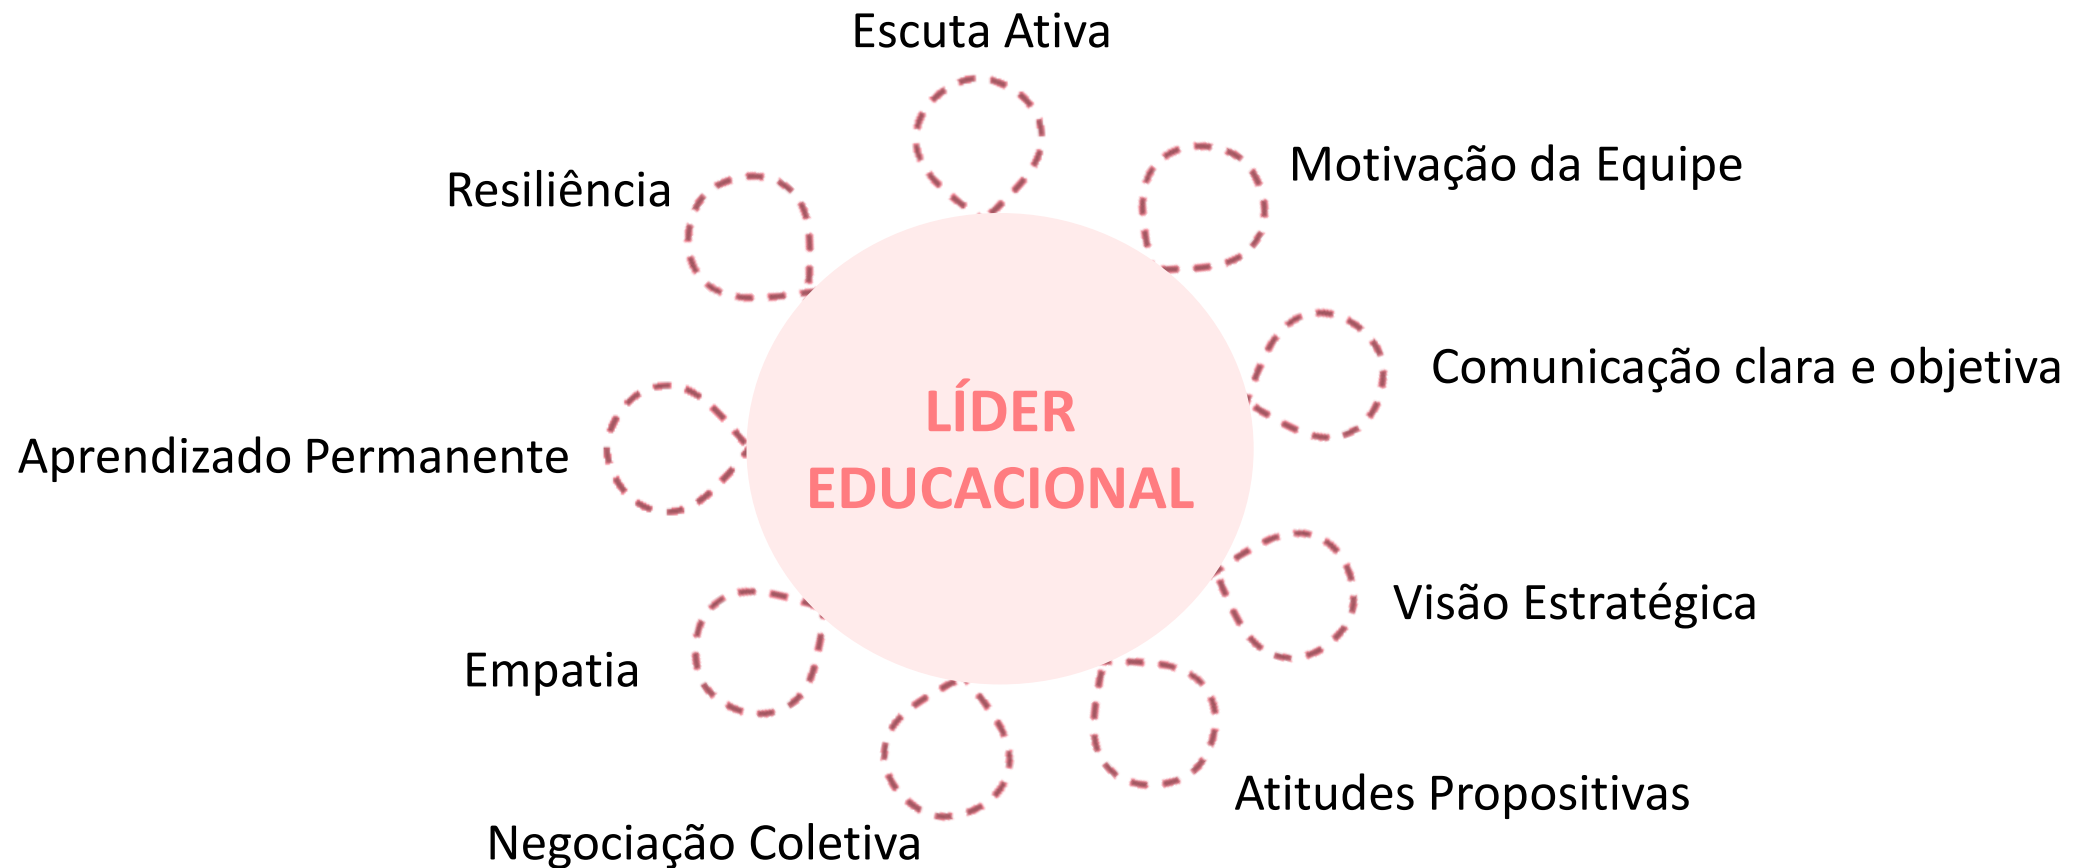 Escuta Ativa
Motivação da Equipe
Resiliência
Comunicação clara e objetiva
LÍDER
EDUCACIONAL
Aprendizado Permanente
Visão Estratégica
Empatia
Atitudes Propositivas
Negociação Coletiva